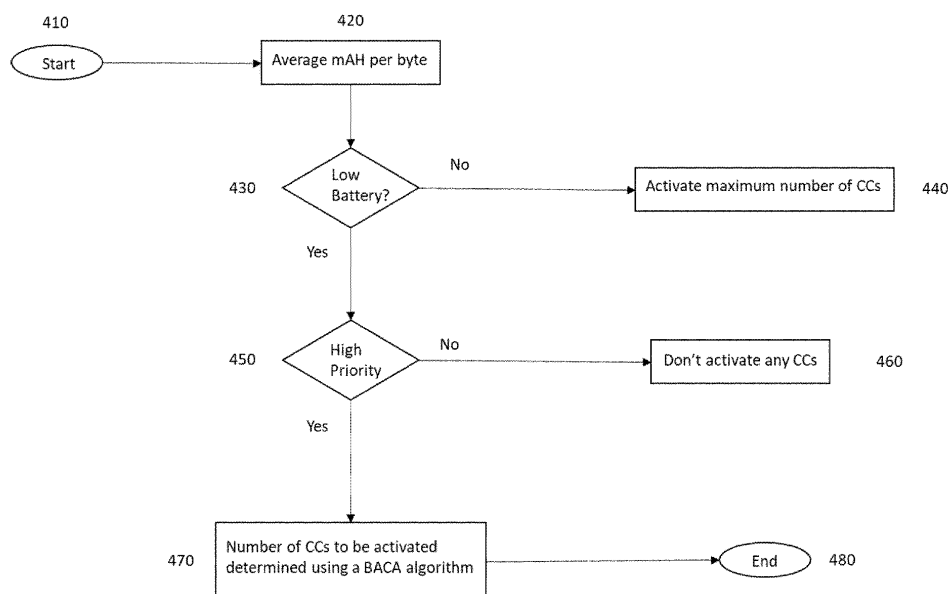 410
420
Start
Average mAH per byte
No
430
Low
Battery?
Activate maximum number of CCs
440
Yes
No
450
High
Priority
Don't activate any CCs
460
Yes
470
Number of CCs to be activated
determined using a BACA algorithm
End
480